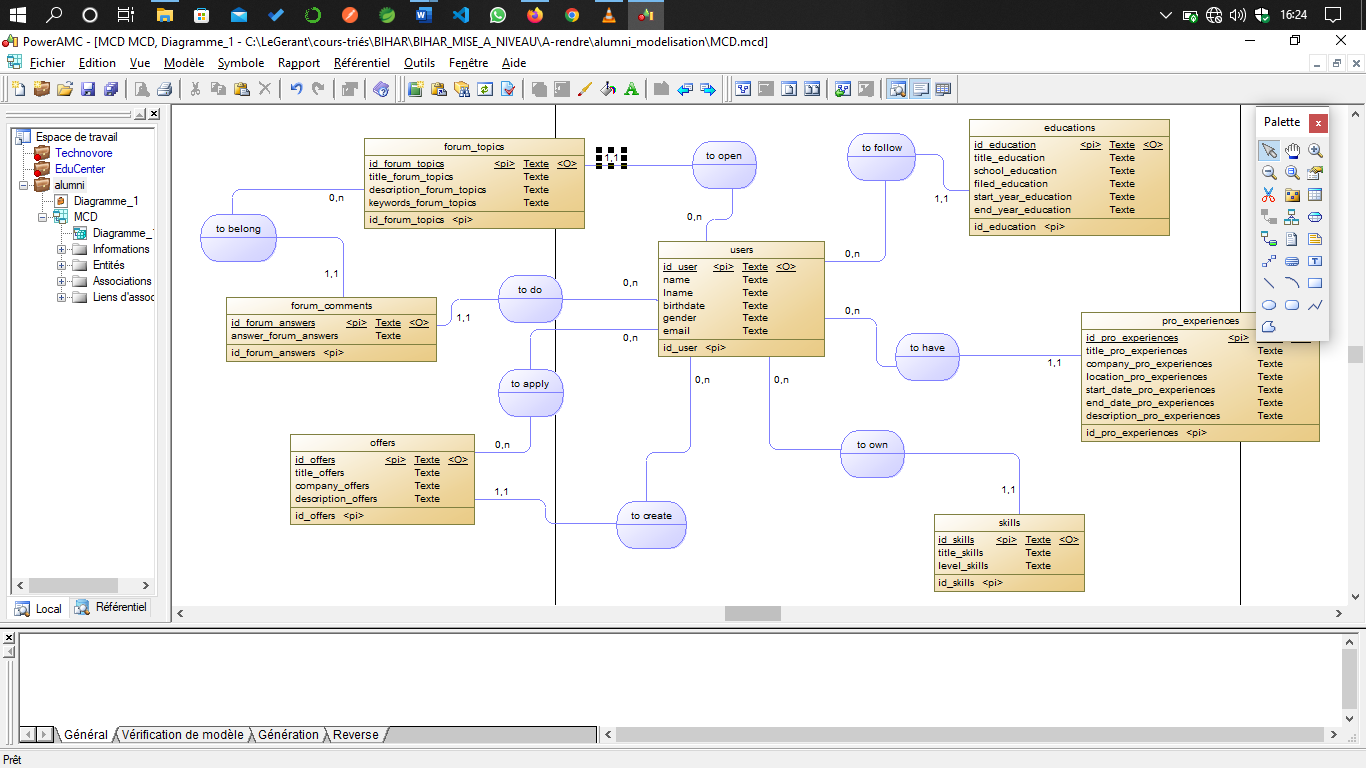 16:24
PowerAMC - [MCD MCD, Diagramme_1 - C:\LeGerant\cours-triés\BIHAR\BIHAR_MISE_A_NIVEAU\A-rendre\alumni_modelisation\MCD.mcd]
Fichier Edition Vue Modèle Symbole Rapport Référentiel Outils Fenêtre Aide
Espace de travail
Technovore
EduCenter
alumni
Diagramme_1
MCD
Diagramme_
Informations
Entités
Associations
Liens d'assoc
Local Référentiel
forum_topics
id_forum_topics <pi> Texte <O>
title_forum_topics Texte
description_forum_topics Texte
keywords_forum_topics Texte
id_forum_topics <pi>
1,1
to open
0,n
to follow
1,1
0,n
educations
id_education <pi> Texte <O>
title_education Texte
school_education Texte
filed_education Texte
start_year_education Texte
end_year_education Texte
id_education <pi>
Palette
0,n
to belong
1,1
users
id_user <pi> Texte <O>
name Texte
lname Texte
birthdate Texte
gender Texte
email Texte
id_user <pi>
forum_comments
id_forum_answers <pi> Texte <O>
answer_forum_answers Texte
id_forum_answers <pi>
1,1
to do
0,n
0,n
to apply
0,n
0,n
to have
1,1
pro_experiences
id_pro_experiences <pi>
title_pro_experiences Texte
company_pro_experiences Texte
location_pro_experiences Texte
start_date_pro_experiences Texte
end_date_pro_experiences Texte
description_pro_experiences Texte
id_pro_experiences <pi>
offers
id_offers <pi> Texte <O>
title_offers Texte
company_offers Texte
description_offers Texte
id_offers <pi>
1,1
0,n
to create
0,n
to own
1,1
skills
id_skills <pi> Texte <O>
title_skills Texte
level_skills Texte
id_skills <pi>
Général Vérification de modèle Génération Reverse
Prêt